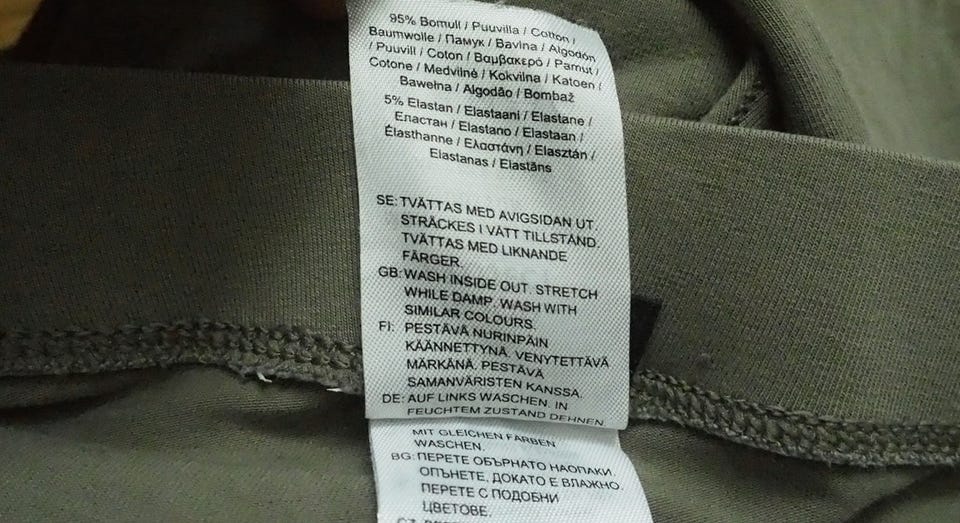 95% Bomull / Puuvilla / Cotton /
Baumwolle / Памук / Bavlna / Algodón
/ Puuvill / Coton / Βαμβακερό / Pamut /
Cotone / Medvilnė / Kokvilna / Katoen /
Bawełna / Algodão / Bombaž
5% Elastan / Elastaani / Elastane /
Еластан / Elastano / Elastaan /
Élasthanne / Ελαστάνη / Elasztán /
Elastanas / Elastāns
SE: TVÄTTAS MED AVIGSIDAN UT.
STRÄCKES I VÅTT TILLSTÅND.
TVÄTTAS MED LIKNANDE
FÄRGER.
GB: WASH INSIDE OUT. STRETCH
WHILE DAMP. WASH WITH
SIMILAR COLOURS.
FI: PESTÄVÄ NURINPÄIN
KÄÄNNETTYNÄ. VENYTETTÄVÄ
MÄRKÄNÄ. PESTÄVÄ
SAMANVÄRISTEN KANSSA.
DE: AUF LINKS WASCHEN. IN
FEUCHTEM ZUSTAND DEHNEN.
MIT GLEICHEN FARBEN
WASCHEN.
BG: ПЕРЕТЕ ОБЪРНАТО НАОПАКИ.
ОПЪНЕТЕ, ДОКАТО Е ВЛАЖНО.
ПЕРЕТЕ С ПОДОБНИ
ЦВЕТОВЕ.